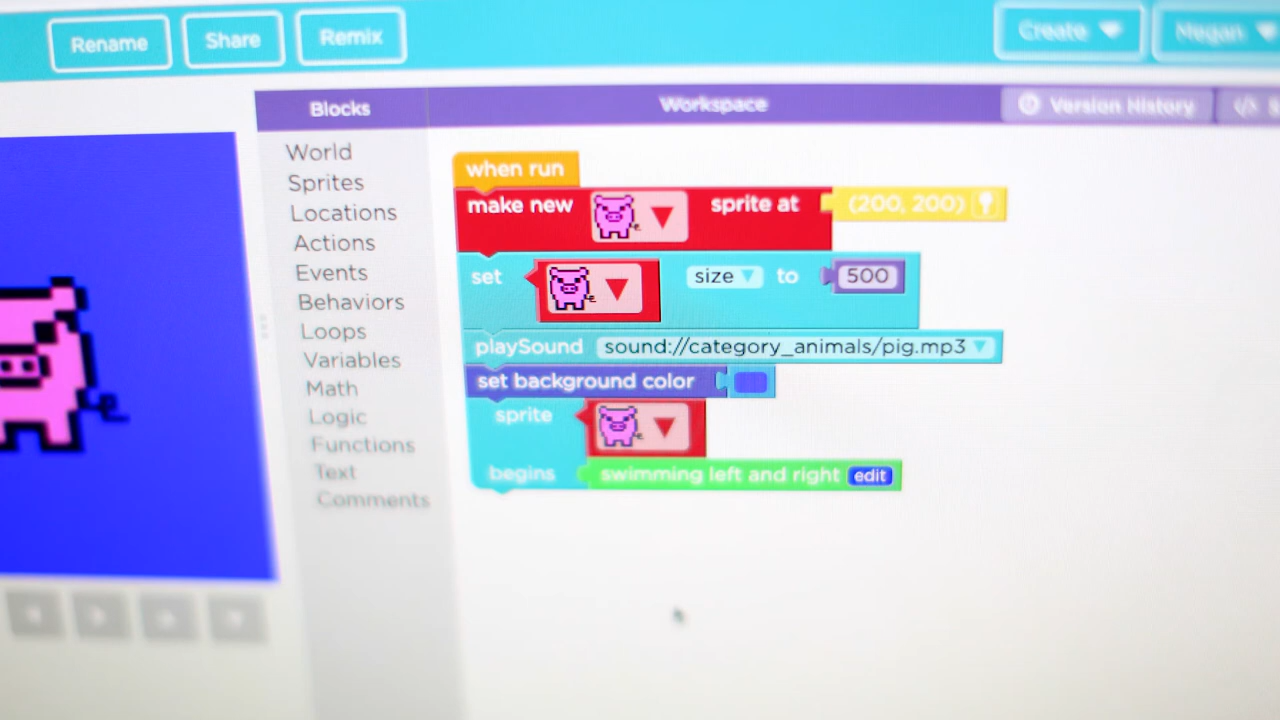 Rename Share Remix Create Megan
Blocks Workspace Version History
World
Sprites
Locations
Actions
Events
Behaviors
Loops
Variables
Math
Logic
Functions
Text
Comments
when run
make new sprite at (200, 200)
set size to 500
playSound sound://category_animals/pig.mp3
set background color
sprite
begins swimming left and right edit